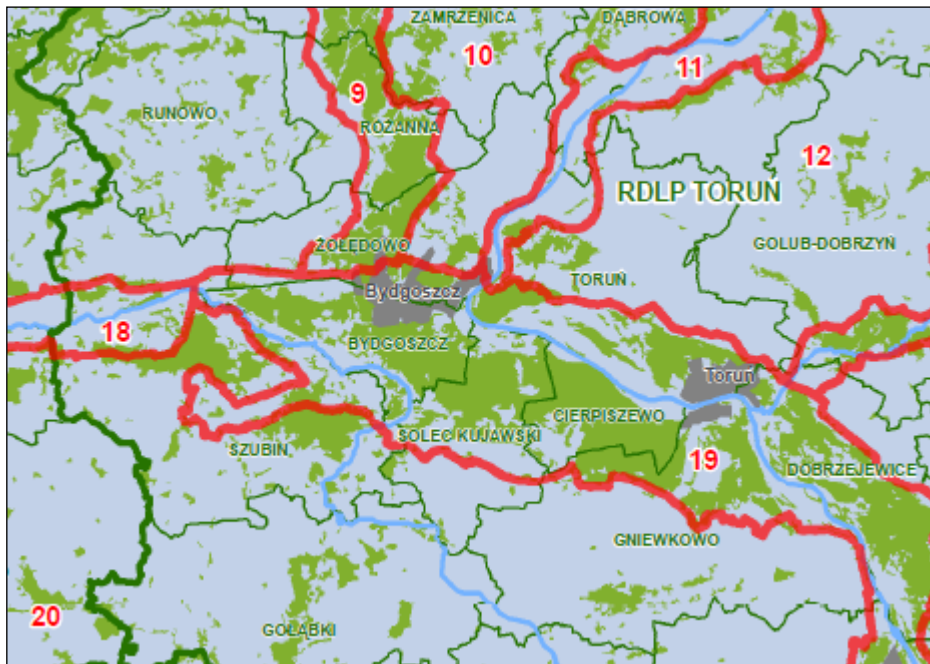 ZAMRZENICA
DĄBROWA
10
11
9
RUNOWO
RÓŻANNA
12
RDLP TORUŃ
GOLUB-DOBRZYŃ
ŻOŁĘDOWO
TORUŃ
Bydgoszcz
18
BYDGOSZCZ
Toruń
CIERPISZEWO
SOLEC KUJAWSKI
SZUBIN
19
DOBRZEJEWICE
GNIEWKOWO
20
GOŁĄBKI